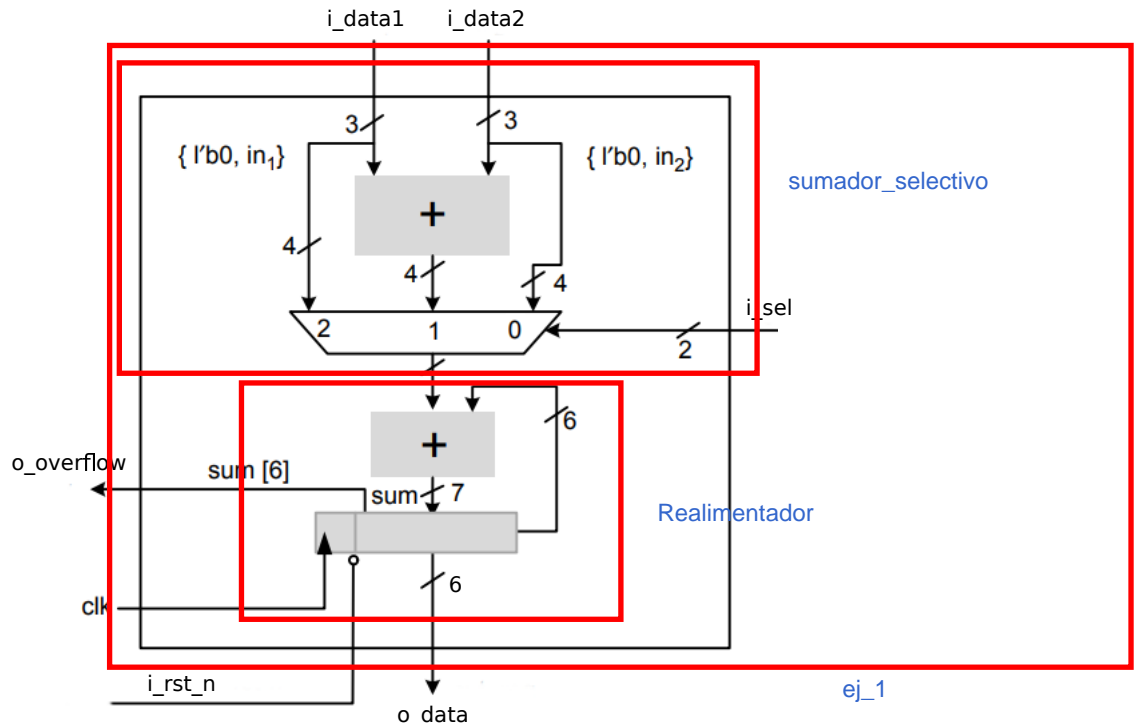 i_data1
i_data2
3
3
{ l'b0, in1}
{ l'b0, in2}
sumador_selectivo
+
4
4
4
i_sel
2
1
0
2
+
6
o_overflow
sum [6]
sum
7
Realimentador
6
clk
i_rst_n
ej_1
o_data